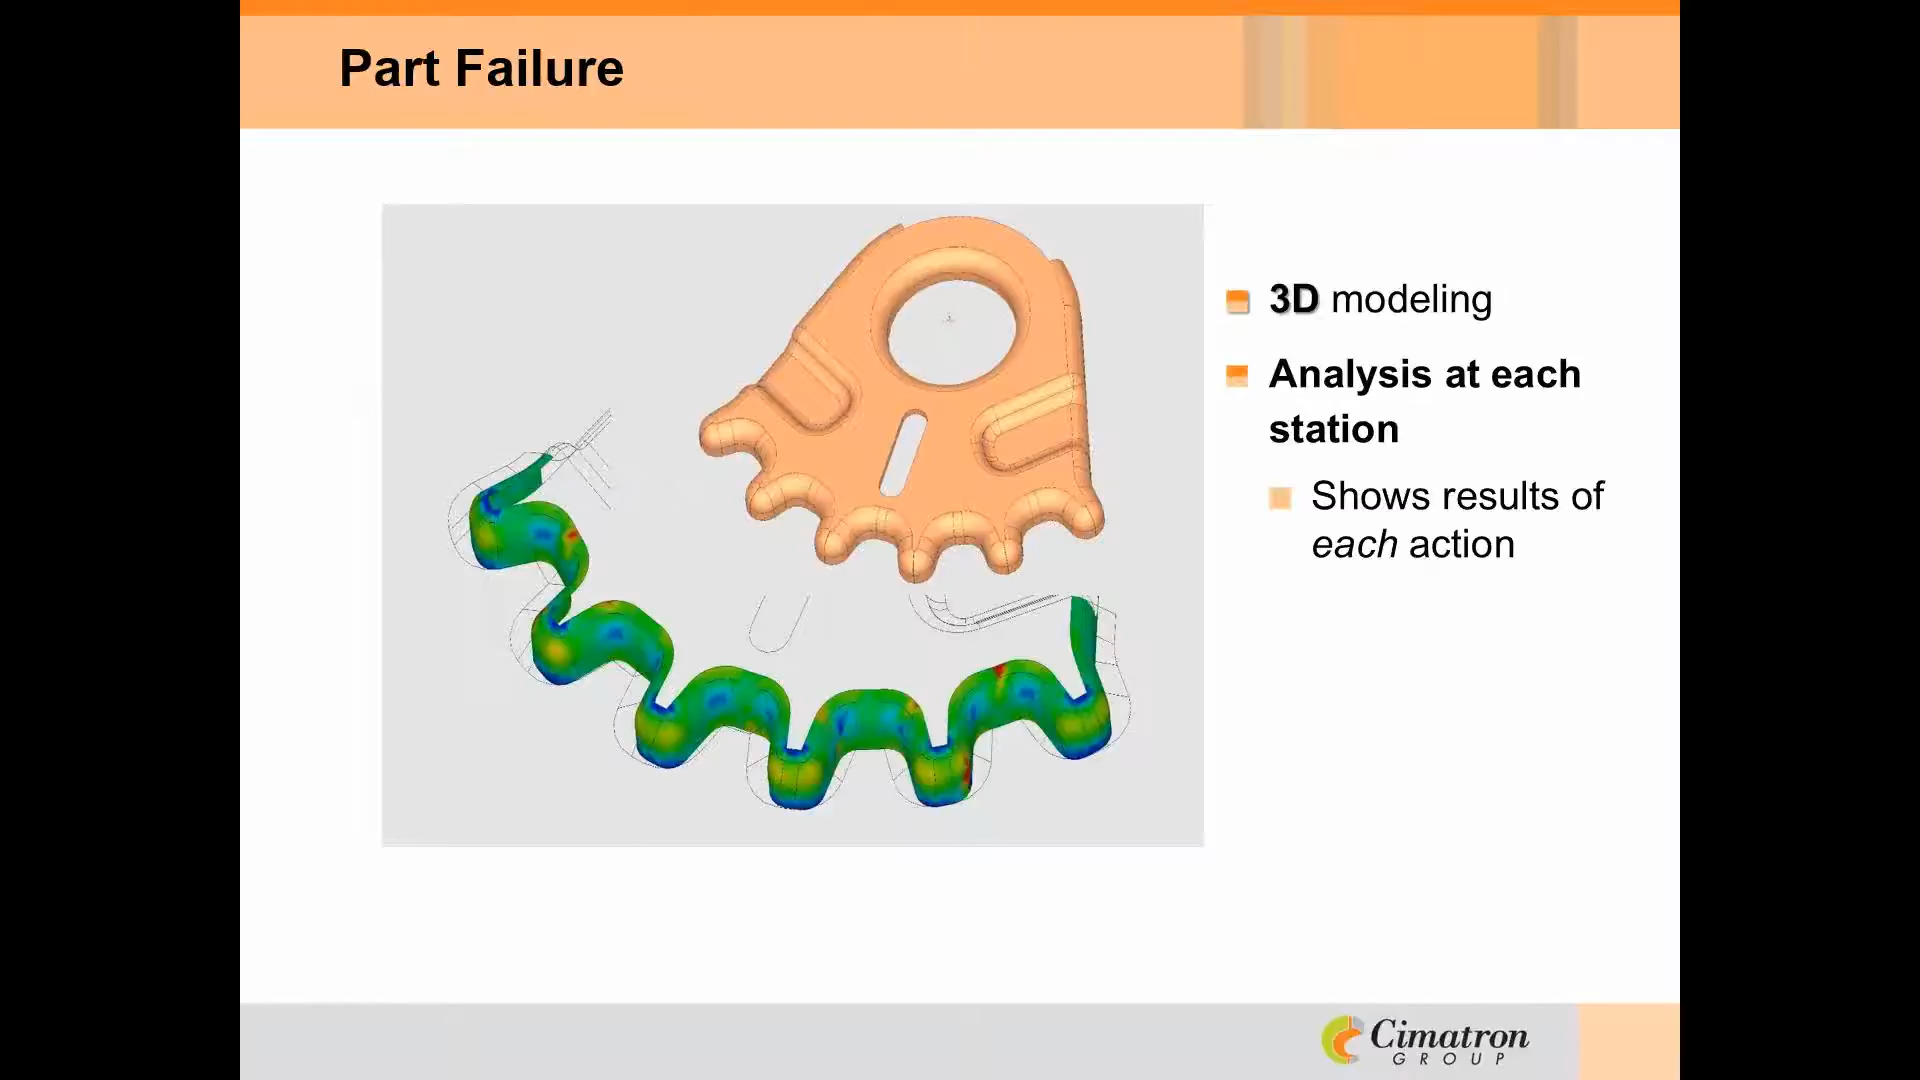 Part Failure
3D modeling
Analysis at each
station
Shows results of
each action
Cimatron
GROUP